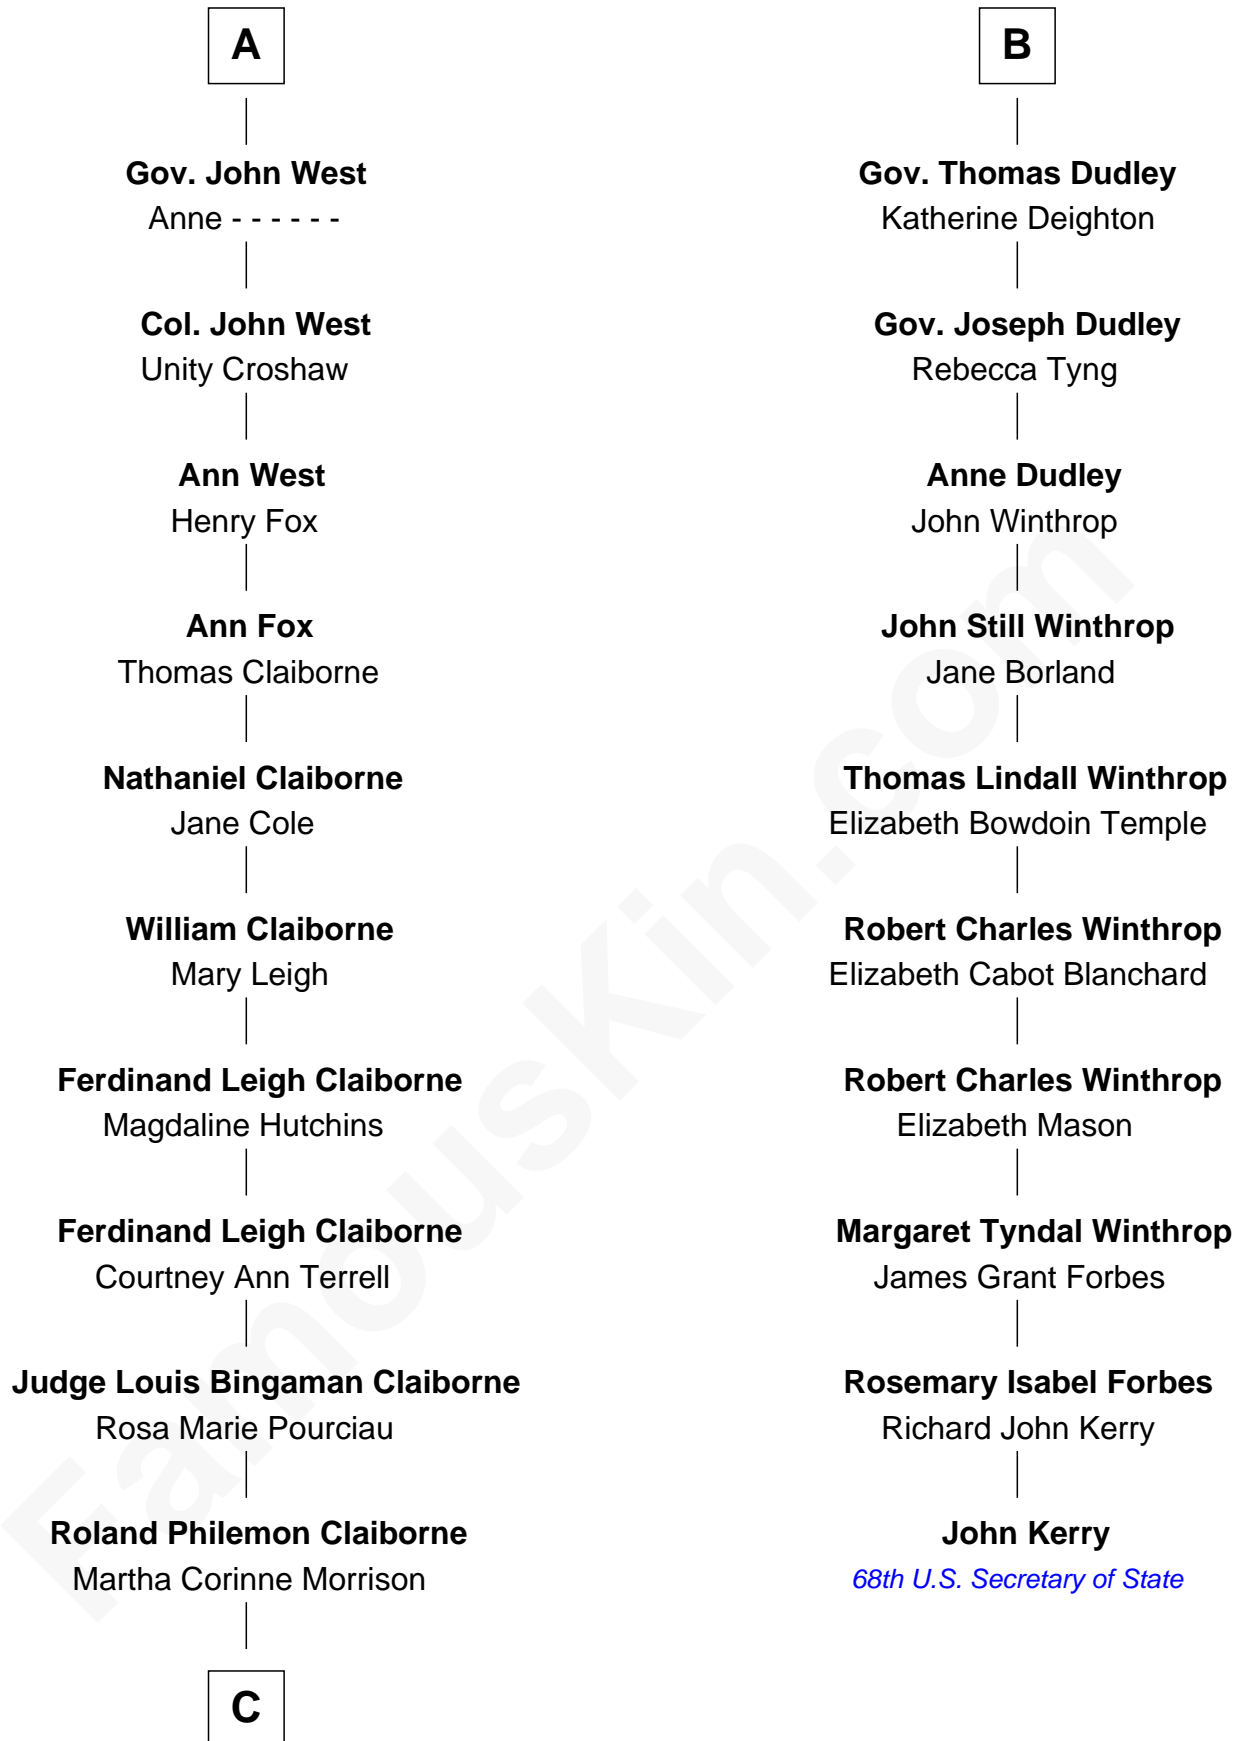 A
Gov. John West
Anne - - - - - -
Col. John West
Unity Croshaw
Ann West
Henry Fox
Ann Fox
Thomas Claiborne
Nathaniel Claiborne
Jane Cole
William Claiborne
Mary Leigh
Ferdinand Leigh Claiborne
Magdaline Hutchins
Ferdinand Leigh Claiborne
Courtney Ann Terrell
Judge Louis Bingaman Claiborne
Rosa Marie Pourciau
Roland Philemon Claiborne
Martha Corinne Morrison
C
B
Gov. Thomas Dudley
Katherine Deighton
Gov. Joseph Dudley
Rebecca Tyng
Anne Dudley
John Winthrop
John Still Winthrop
Jane Borland
Thomas Lindall Winthrop
Elizabeth Bowdoin Temple
Robert Charles Winthrop
Elizabeth Cabot Blanchard
Robert Charles Winthrop
Elizabeth Mason
Margaret Tyndal Winthrop
James Grant Forbes
Rosemary Isabel Forbes
Richard John Kerry
John Kerry
68th U.S. Secretary of State
FamousKin.com